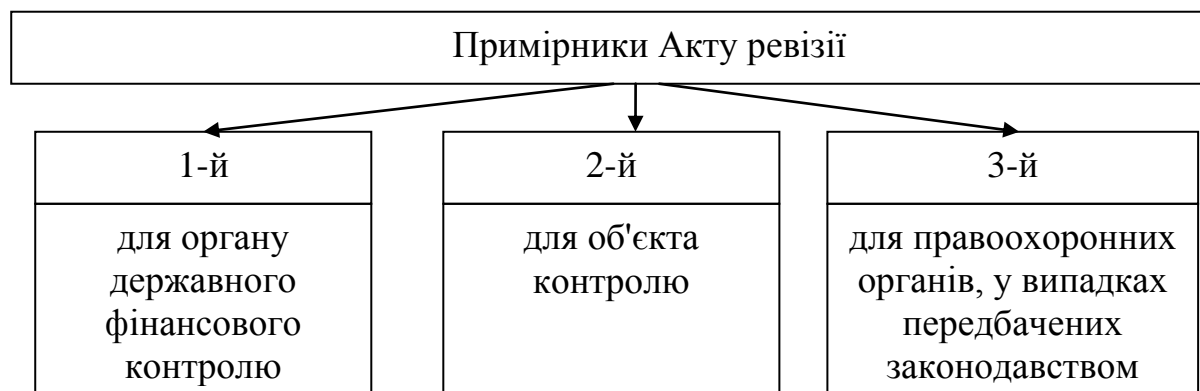 Примірники Акту ревізії
1-й
для органу
державного
фінансового
контролю
2-й
для об'єкта
контролю
3-й
для правоохоронних
органів, у випадках
передбачених
законодавством